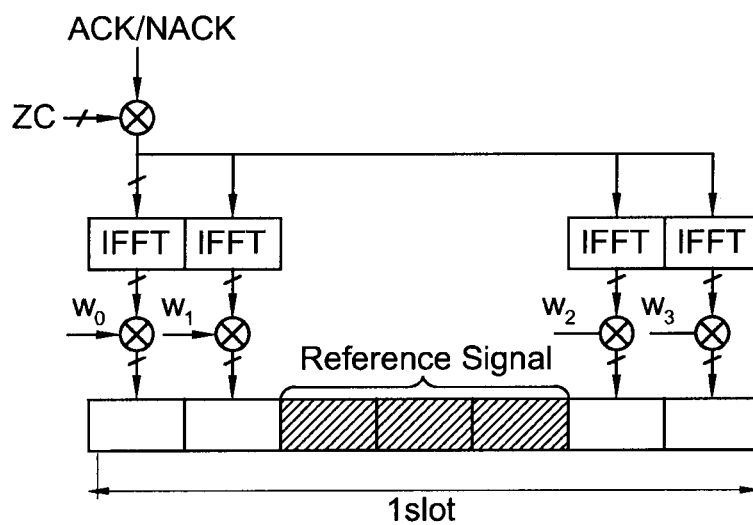 ACK/NACK
ZC
IFFT IFFT IFFT IFFT
w0 w1 w2 w3
Reference Signal
1slot